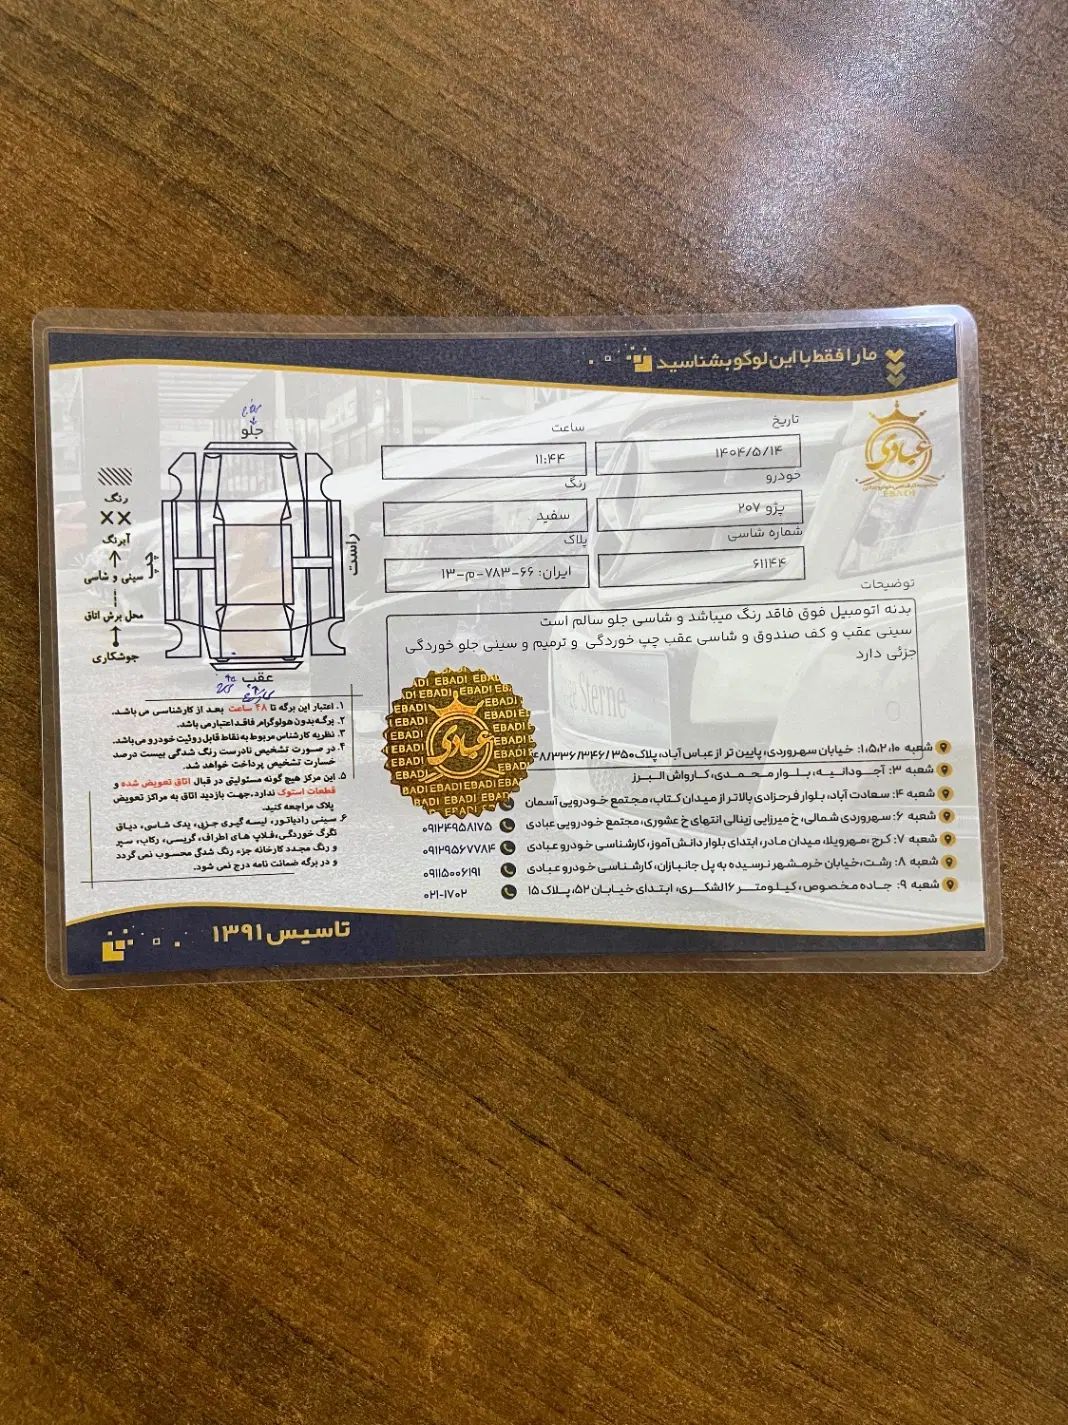 ما را فقط با این لوگو بشناسید
عبادی
EBADI
تاریخ
۱۴۰۴/۵/۱۴
ساعت
۱۱:۴۴
خودرو
پژو ۲۰۷
رنگ
سفید
شماره شاسی
۶۱۱۴۴
پلاک
ایران: ۶۶-۷۸۳-م-۱۳
توضیحات
بدنه اتومبیل فوق فاقد رنگ میباشد و شاسی جلو سالم است
سینی عقب و کف صندوق و شاسی عقب چپ خوردگی و ترمیم و سینی جلو خوردگی
جزئی دارد
جلو
راست
چپ
عقب
رنگ
XX
آبرنگ
سینی و شاسی
محل برش اتاق
جوشکاری
۱. اعتبار این برگه تا ۴۸ ساعت بعد از کارشناسی می باشد.
۲. برگه بدون هولوگرام فاقد اعتبار می باشد.
۳. نظریه کارشناس مربوط به نقاط قابل روئیت خودرو می‌باشد.
۴. در صورت تشخیص نادرست رنگ شدگی بیست درصد
خسارت تشخیص پرداخت خواهد شد.
۵. این مرکز هیچ گونه مسئولیتی در قبال اتاق تعویض شده و
قطعات استوک ندارد.جهت بازدید اتاق به مراکز تعویض
پلاک مراجعه کنید.
۶. سینی رادیاتور، لیسه گیری جزیی، یدک شاسی، دیاق
تگرگ خوردگی، فلاپ های اطراف، گریسی، رکاب، سپر
و رنگ مجدد کارخانه جزء رنگ شدگی محسوب نمی گردد
و در برگه ضمانت نامه درج نمی شود.
عبادی
EBADI
شعبه ۱،۵،۲،۱۰: خیابان سهروردی، پایین تر از عباس آباد، پلاک ۳۵۰/۳۴۶/۳۳۶/
شعبه ۳: آجودانیه، بلوار محمدی، کارواش البرز
شعبه ۴: سعادت آباد، بلوار فرحزادی بالاتر از میدان کتاب، مجتمع خودرویی آسمان
شعبه ۶: سهروردی شمالی، خ میرزایی زینالی انتهای خ عشوری، مجتمع خودرویی عبادی
۰۹۱۲۴۹۵۸۱۷۵
شعبه ۷: کرج، مهرویلا، میدان مادر، ابتدای بلوار دانش آموز، کارشناسی خودرو عبادی
۰۹۱۲۹۵۶۷۷۸۴
شعبه ۸: رشت، خیابان خرمشهر نرسیده به پل جانبازان، کارشناسی خودرو عبادی
۰۹۱۱۵۰۰۶۱۹۱
شعبه ۹: جاده مخصوص، کیلومتر ۱۶ لشکری، ابتدای خیابان ۵۲، پلاک ۱۵
۰۲۱-۱۷۰۲
تاسیس ۱۳۹۱